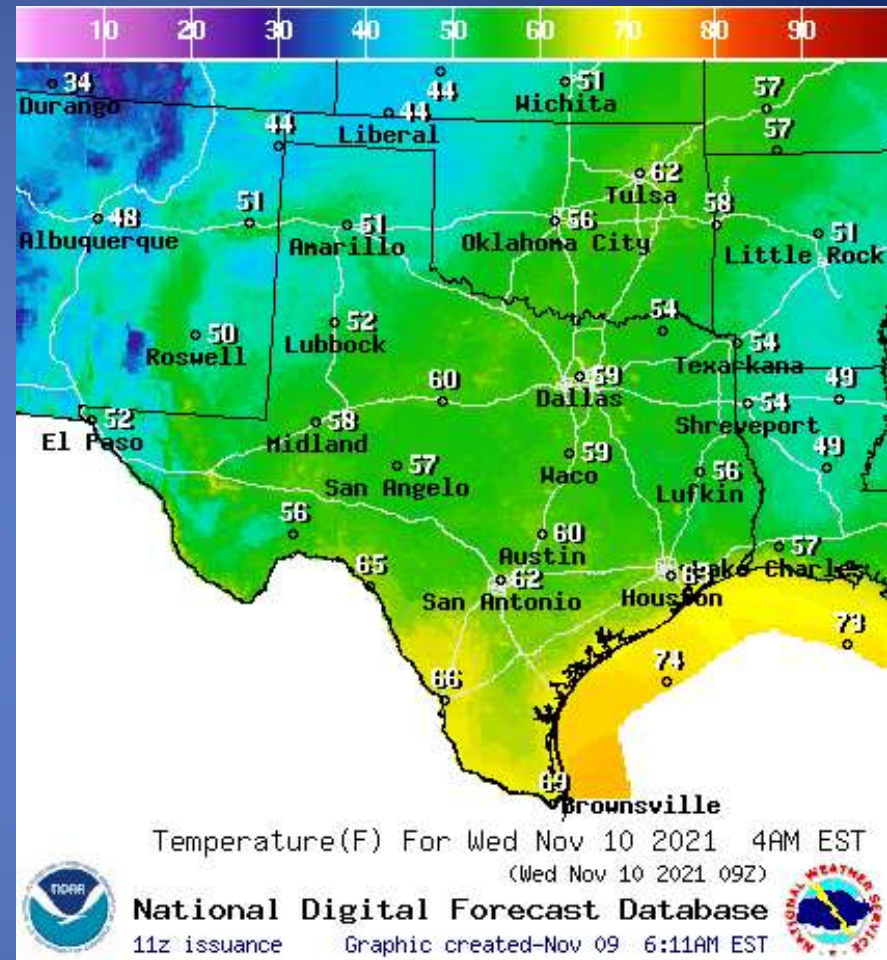 10 20 30 40 50 60 70 80 90
34 Durango
44
44 Liberal
51 Wichita
57
57
44
62 Tulsa
48 Albuquerque
51
51 Amarillo
56 Oklahoma City
58
51 Little Rock
50 Roswell
52 Lubbock
54
54 Texarkana
52 El Paso
58 Midland
60
59 Dallas
54 Shreveport
49
57 San Angelo
59 Waco
56 Lufkin
49
56
65
60 Austin
57 Lake Charles
62 San Antonio
63 Houston
66
74
73
69 Brownsville
Temperature(F) For Wed Nov 10 2021 4AM EST
(Wed Nov 10 2021 09Z)
NOAA
National Digital Forecast Database
NATIONAL WEATHER SERVICE
11z issuance Graphic created-Nov 09 6:11AM EST